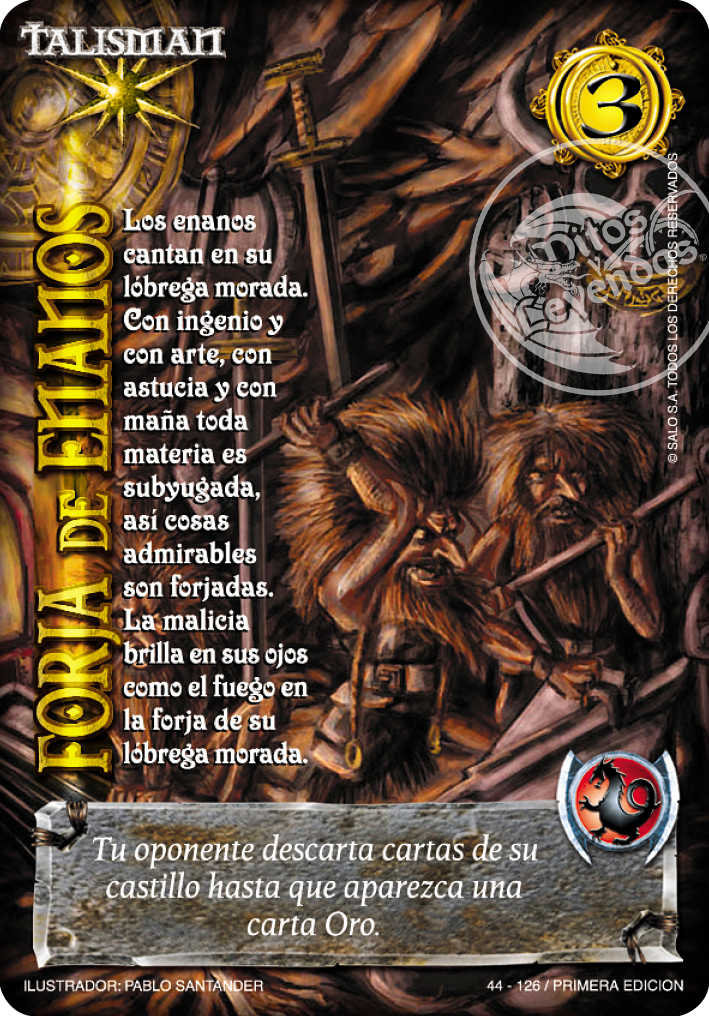 TALISMAN
3
FORJA DE ENANOS
Los enanos
cantan en su
lóbrega morada.
Con ingenio y
con arte, con
astucia y con
maña toda
materia es
subyugada,
así cosas
admirables
son forjadas.
La malicia
brilla en sus ojos
como el fuego en
la forja de su
lóbrega morada.
Mitos
y
Leyendas
®
© SALO S.A. TODOS LOS DERECHOS RESERVADOS
Tu oponente descarta cartas de su
castillo hasta que aparezca una
carta Oro.
ILUSTRADOR: PABLO SANTANDER
44 - 126 / PRIMERA EDICION